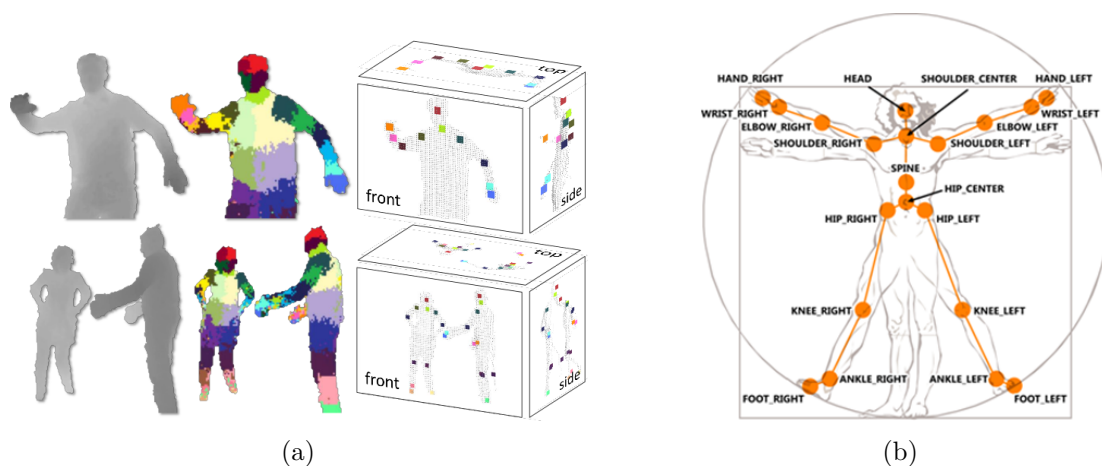 top
front
side
top
front
side
(a)
HAND_RIGHT
HEAD
SHOULDER_CENTER
HAND_LEFT
WRIST_RIGHT
WRIST_LEFT
ELBOW_RIGHT
ELBOW_LEFT
SHOULDER_RIGHT
SHOULDER_LEFT
SPINE
HIP_CENTER
HIP_RIGHT
HIP_LEFT
KNEE_RIGHT
KNEE_LEFT
ANKLE_RIGHT
ANKLE_LEFT
FOOT_RIGHT
FOOT_LEFT
(b)